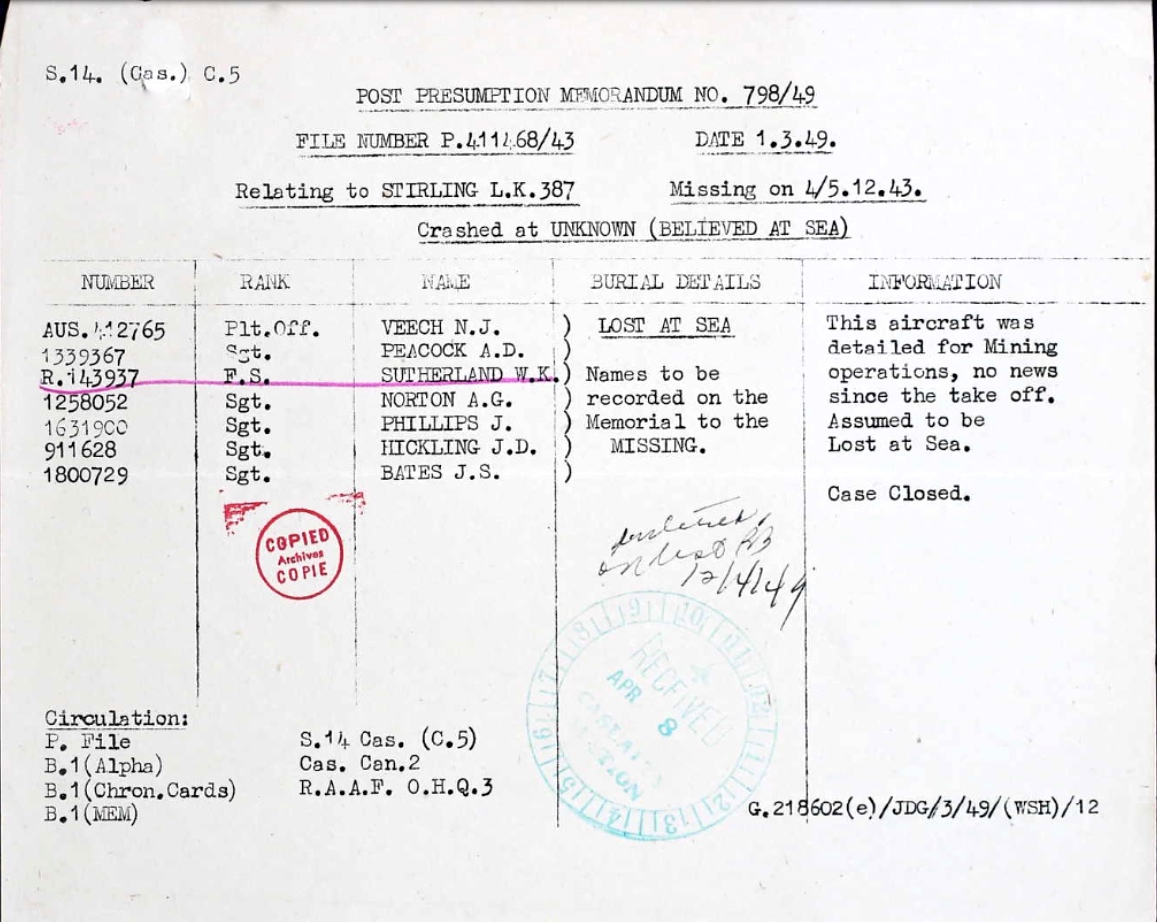 S.14. (Cas.) C.5
POST PRESUMPTION MEMORANDUM NO. 798/49
FILE NUMBER P.411468/43 DATE 1.3.49.
Relating to STIRLING L.K.387 Missing on 4/5.12.43.
Crashed at UNKNOWN (BELIEVED AT SEA)
NUMBER RANK NAME BURIAL DETAILS INFORMATION
AUS.412765 Plt.Off. VEECH N.J. ) LOST AT SEA This aircraft was
1339367 Sgt. PEACOCK A.D. ) detailed for Mining
R.143937 F.S. SUTHERLAND W.K. ) Names to be operations, no news
1258052 Sgt. NORTON A.G. ) recorded on the since the take off.
1631900 Sgt. PHILLIPS J. ) Memorial to the Assumed to be
911628 Sgt. HICKLING J.D. ) MISSING. Lost at Sea.
1800729 Sgt. BATES J.S. )
Case Closed.
COPIED
Archives
COPIE
on list
12/4/49
RECEIVED
APR 8
Circulation:
P. File S.14 Cas. (C.5)
B.1(Alpha) Cas. Can.2
B.1(Chron.Cards) R.A.A.F. O.H.Q.3
B.1(MEM)
G.218602(e)/JDG/3/49/(WSH)/12